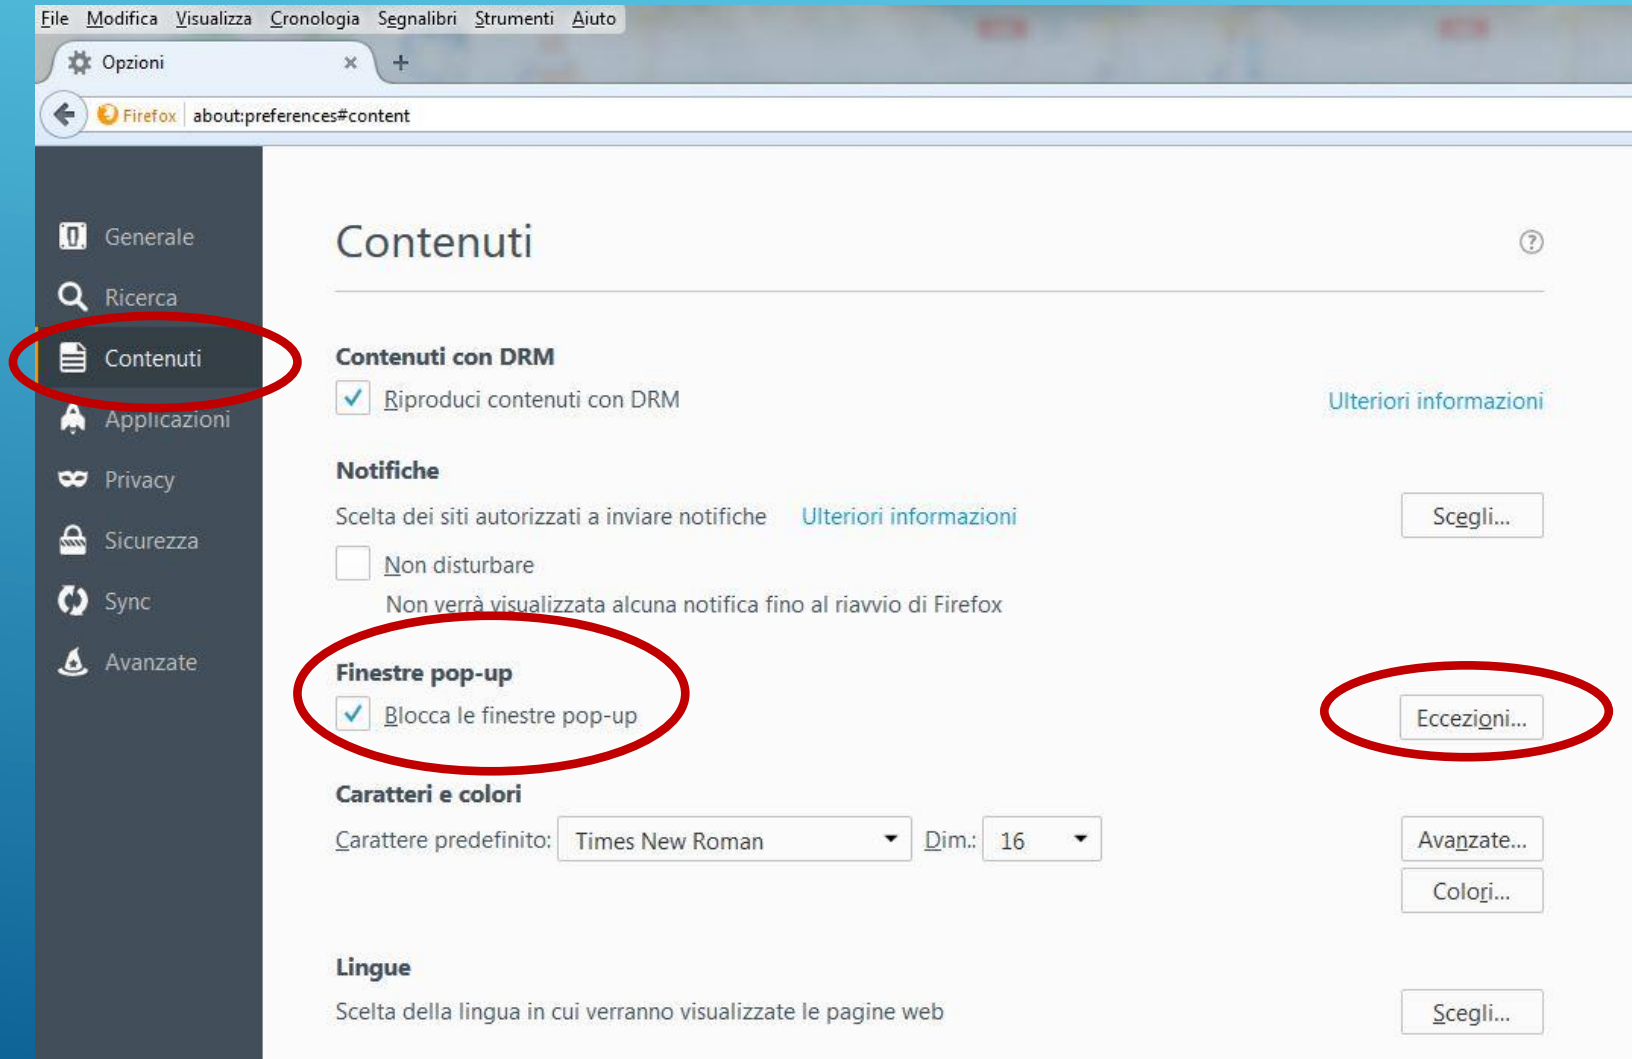 File Modifica Visualizza Cronologia Segnalibri Strumenti Aiuto
Opzioni × +
Firefox about:preferences#content
Generale
Ricerca
Contenuti
Applicazioni
Privacy
Sicurezza
Sync
Avanzate
Contenuti ?
Contenuti con DRM
Riproduci contenuti con DRM Ulteriori informazioni
Notifiche
Scelta dei siti autorizzati a inviare notifiche Ulteriori informazioni Scegli...
Non disturbare
Non verrà visualizzata alcuna notifica fino al riavvio di Firefox
Finestre pop-up
Blocca le finestre pop-up Eccezioni...
Caratteri e colori
Carattere predefinito: Times New Roman Dim.: 16 Avanzate...
Colori...
Lingue
Scelta della lingua in cui verranno visualizzate le pagine web Scegli...